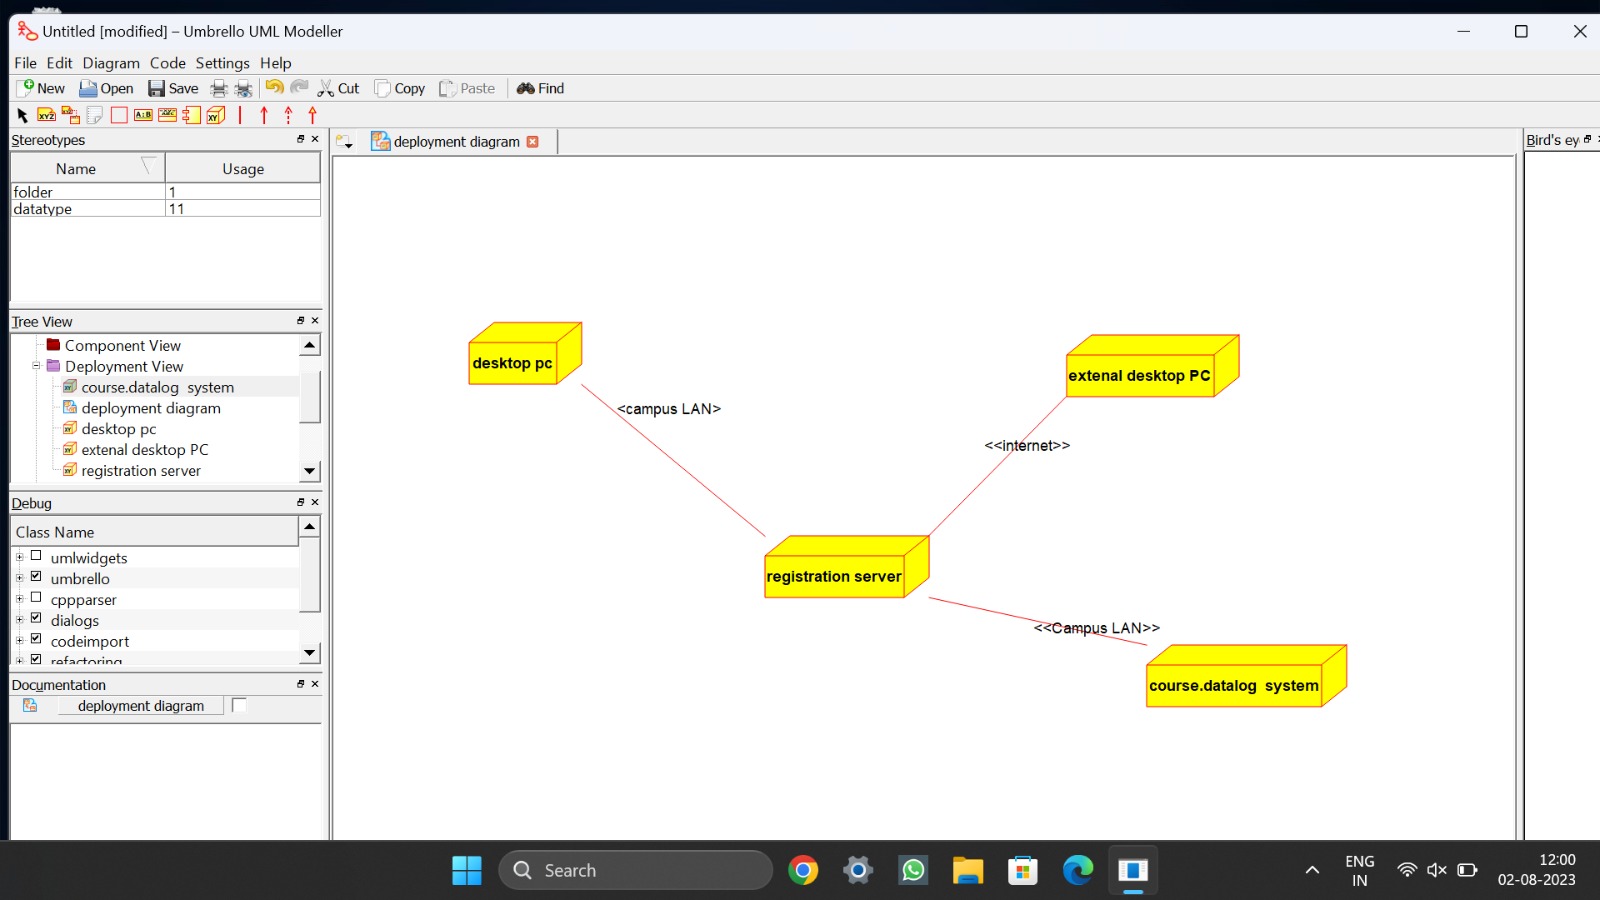 Untitled [modified] – Umbrello UML Modeller
File Edit Diagram Code Settings Help
New Open Save Cut Copy Paste Find
Stereotypes
deployment diagram
Bird's ey
Name Usage
folder 1
datatype 11
Tree View
Component View
Deployment View
course.datalog system
deployment diagram
desktop pc
extenal desktop PC
registration server
Debug
Class Name
umlwidgets
umbrello
cppparser
dialogs
codeimport
refactoring
Documentation
deployment diagram
desktop pc
extenal desktop PC
<campus LAN>
<<internet>>
registration server
<<Campus LAN>>
course.datalog system
Search
ENG
IN
12:00
02-08-2023